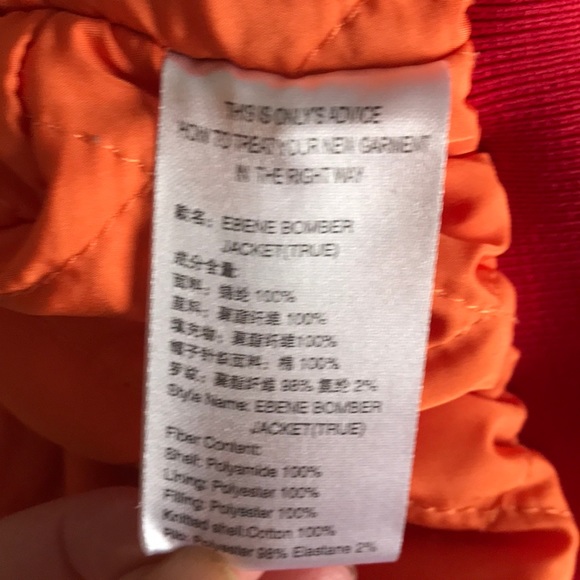 THIS IS ONLY'S ADVICE
HOW TO TREAT YOUR NEW GARMENT
IN THE RIGHT WAY
款名：EBENE BOMBER
JACKET(TRUE)
成分含量:
面料：锦纶 100%
里料：聚酯纤维 100%
填充物：聚酯纤维100%
帽子针织面料：棉 100%
罗纹：聚酯纤维 98% 氨纶 2%
Style Name: EBENE BOMBER
JACKET(TRUE)
Fiber Content:
Shell: Polyamide 100%
Lining: Polyester 100%
Filling: Polyester 100%
Knitted shell:Cotton 100%
Rib: Polyester 98% Elastane 2%